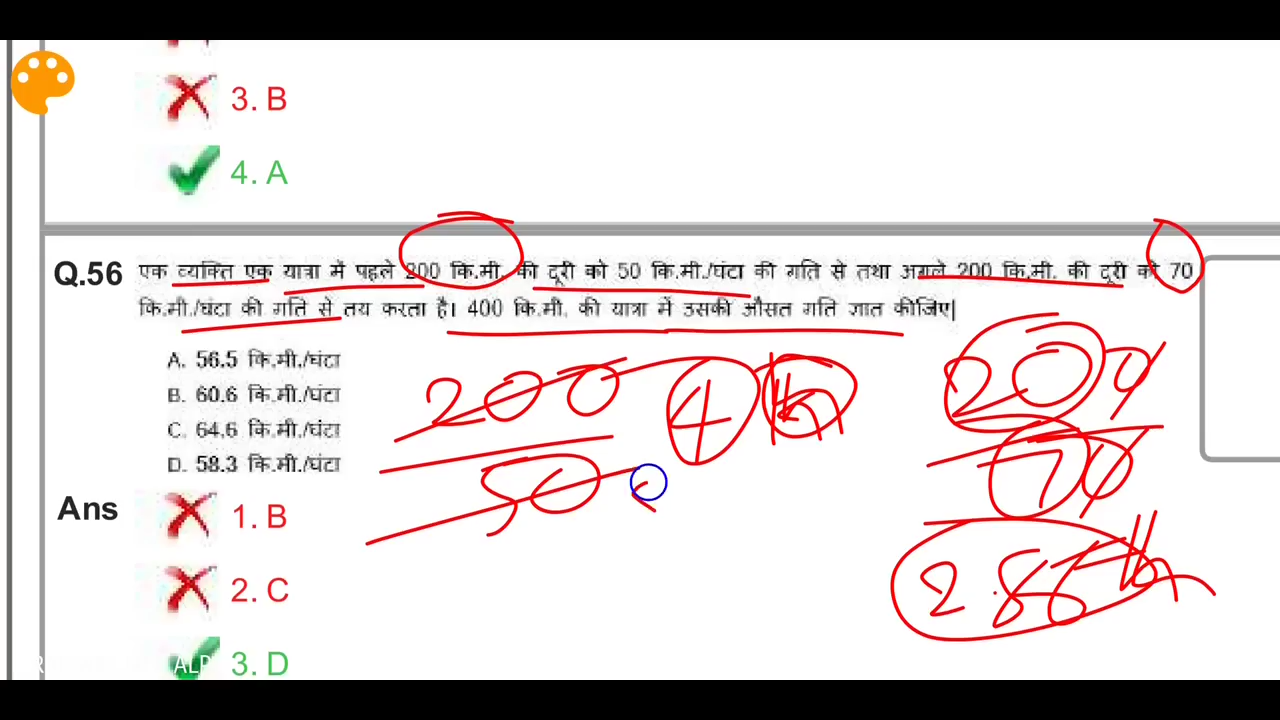 3. B
4. A
Q.56 एक व्यक्ति एक यात्रा में पहले 200 कि.मी. की दूरी को 50 कि.मी./घंटा की गति से तथा अगले 200 कि.मी. की दूरी को 70
कि.मी./घंटा की गति से तय करता है। 400 कि.मी. की यात्रा में उसकी औसत गति ज्ञात कीजिए|
A. 56.5 कि.मी./घंटा
B. 60.6 कि.मी./घंटा
C. 64.6 कि.मी./घंटा
D. 58.3 कि.मी./घंटा
200 4 h
50
200
70
2.86 h
Ans
1. B
2. C
3. D